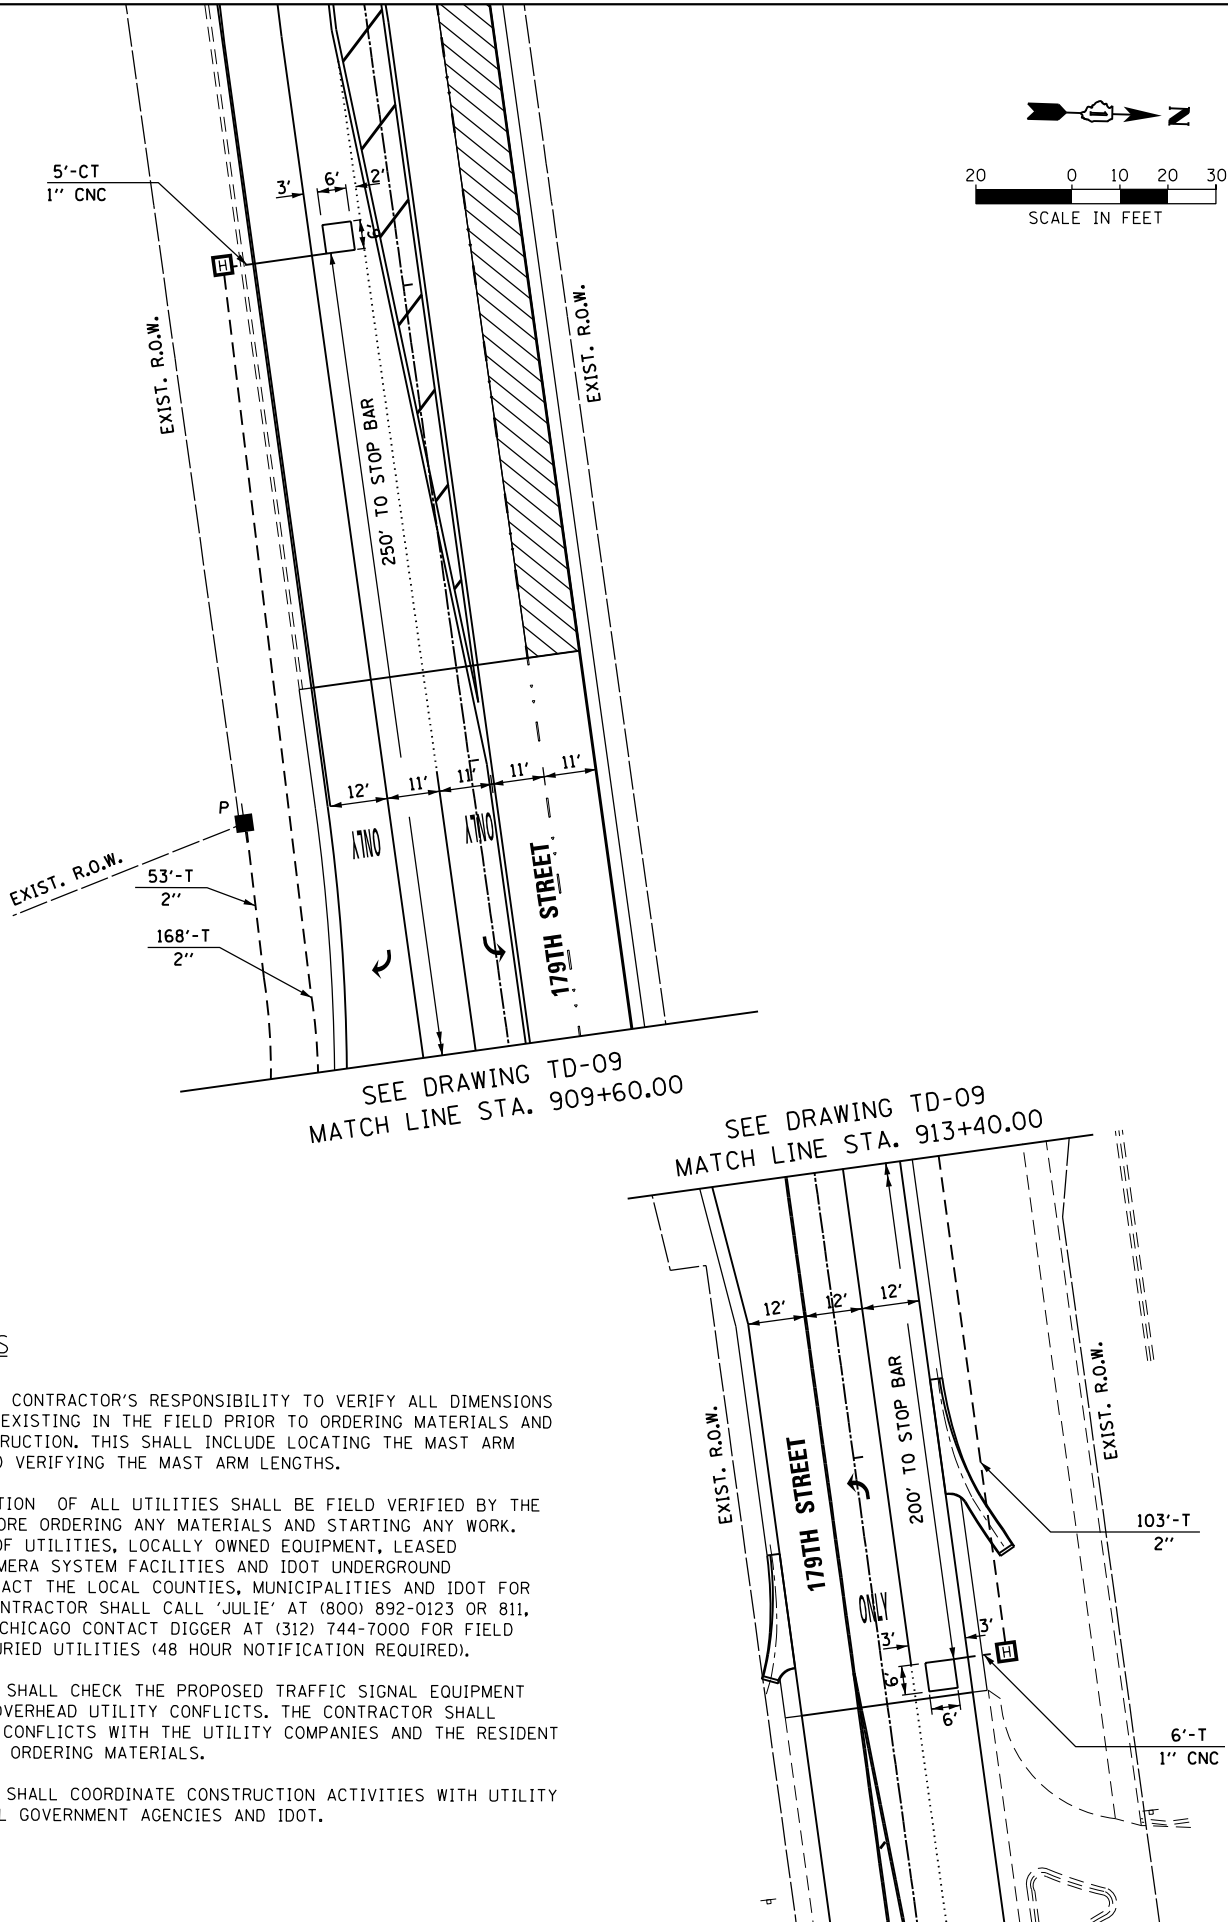 N
20 0 10 20 30
SCALE IN FEET
5'-CT
1" CNC
3' 6' 2'
6'
H
EXIST. R.O.W.
EXIST. R.O.W.
250' TO STOP BAR
12' 11' 11' 11' 11'
P
EXIST. R.O.W.
53'-T
2"
168'-T
2"
ONLY
ONLY
179TH STREET
SEE DRAWING TD-09
MATCH LINE STA. 909+60.00
SEE DRAWING TD-09
MATCH LINE STA. 913+40.00
12' 12' 12'
EXIST. R.O.W.
EXIST. R.O.W.
179TH STREET
200' TO STOP BAR
ONLY
103'-T
2"
3'
3'
H
6'
6'
6'-T
1" CNC
S
CONTRACTOR'S RESPONSIBILITY TO VERIFY ALL DIMENSIONS
EXISTING IN THE FIELD PRIOR TO ORDERING MATERIALS AND
RUCTION. THIS SHALL INCLUDE LOCATING THE MAST ARM
VERIFYING THE MAST ARM LENGTHS.
TION OF ALL UTILITIES SHALL BE FIELD VERIFIED BY THE
ORE ORDERING ANY MATERIALS AND STARTING ANY WORK.
OF UTILITIES, LOCALLY OWNED EQUIPMENT, LEASED
MERA SYSTEM FACILITIES AND IDOT UNDERGROUND
ACT THE LOCAL COUNTIES, MUNICIPALITIES AND IDOT FOR
NTRACTOR SHALL CALL 'JULIE' AT (800) 892-0123 OR 811,
CHICAGO CONTACT DIGGER AT (312) 744-7000 FOR FIELD
URIED UTILITIES (48 HOUR NOTIFICATION REQUIRED).
SHALL CHECK THE PROPOSED TRAFFIC SIGNAL EQUIPMENT
OVERHEAD UTILITY CONFLICTS. THE CONTRACTOR SHALL
CONFLICTS WITH THE UTILITY COMPANIES AND THE RESIDENT
ORDERING MATERIALS.
SHALL COORDINATE CONSTRUCTION ACTIVITIES WITH UTILITY
L GOVERNMENT AGENCIES AND IDOT.